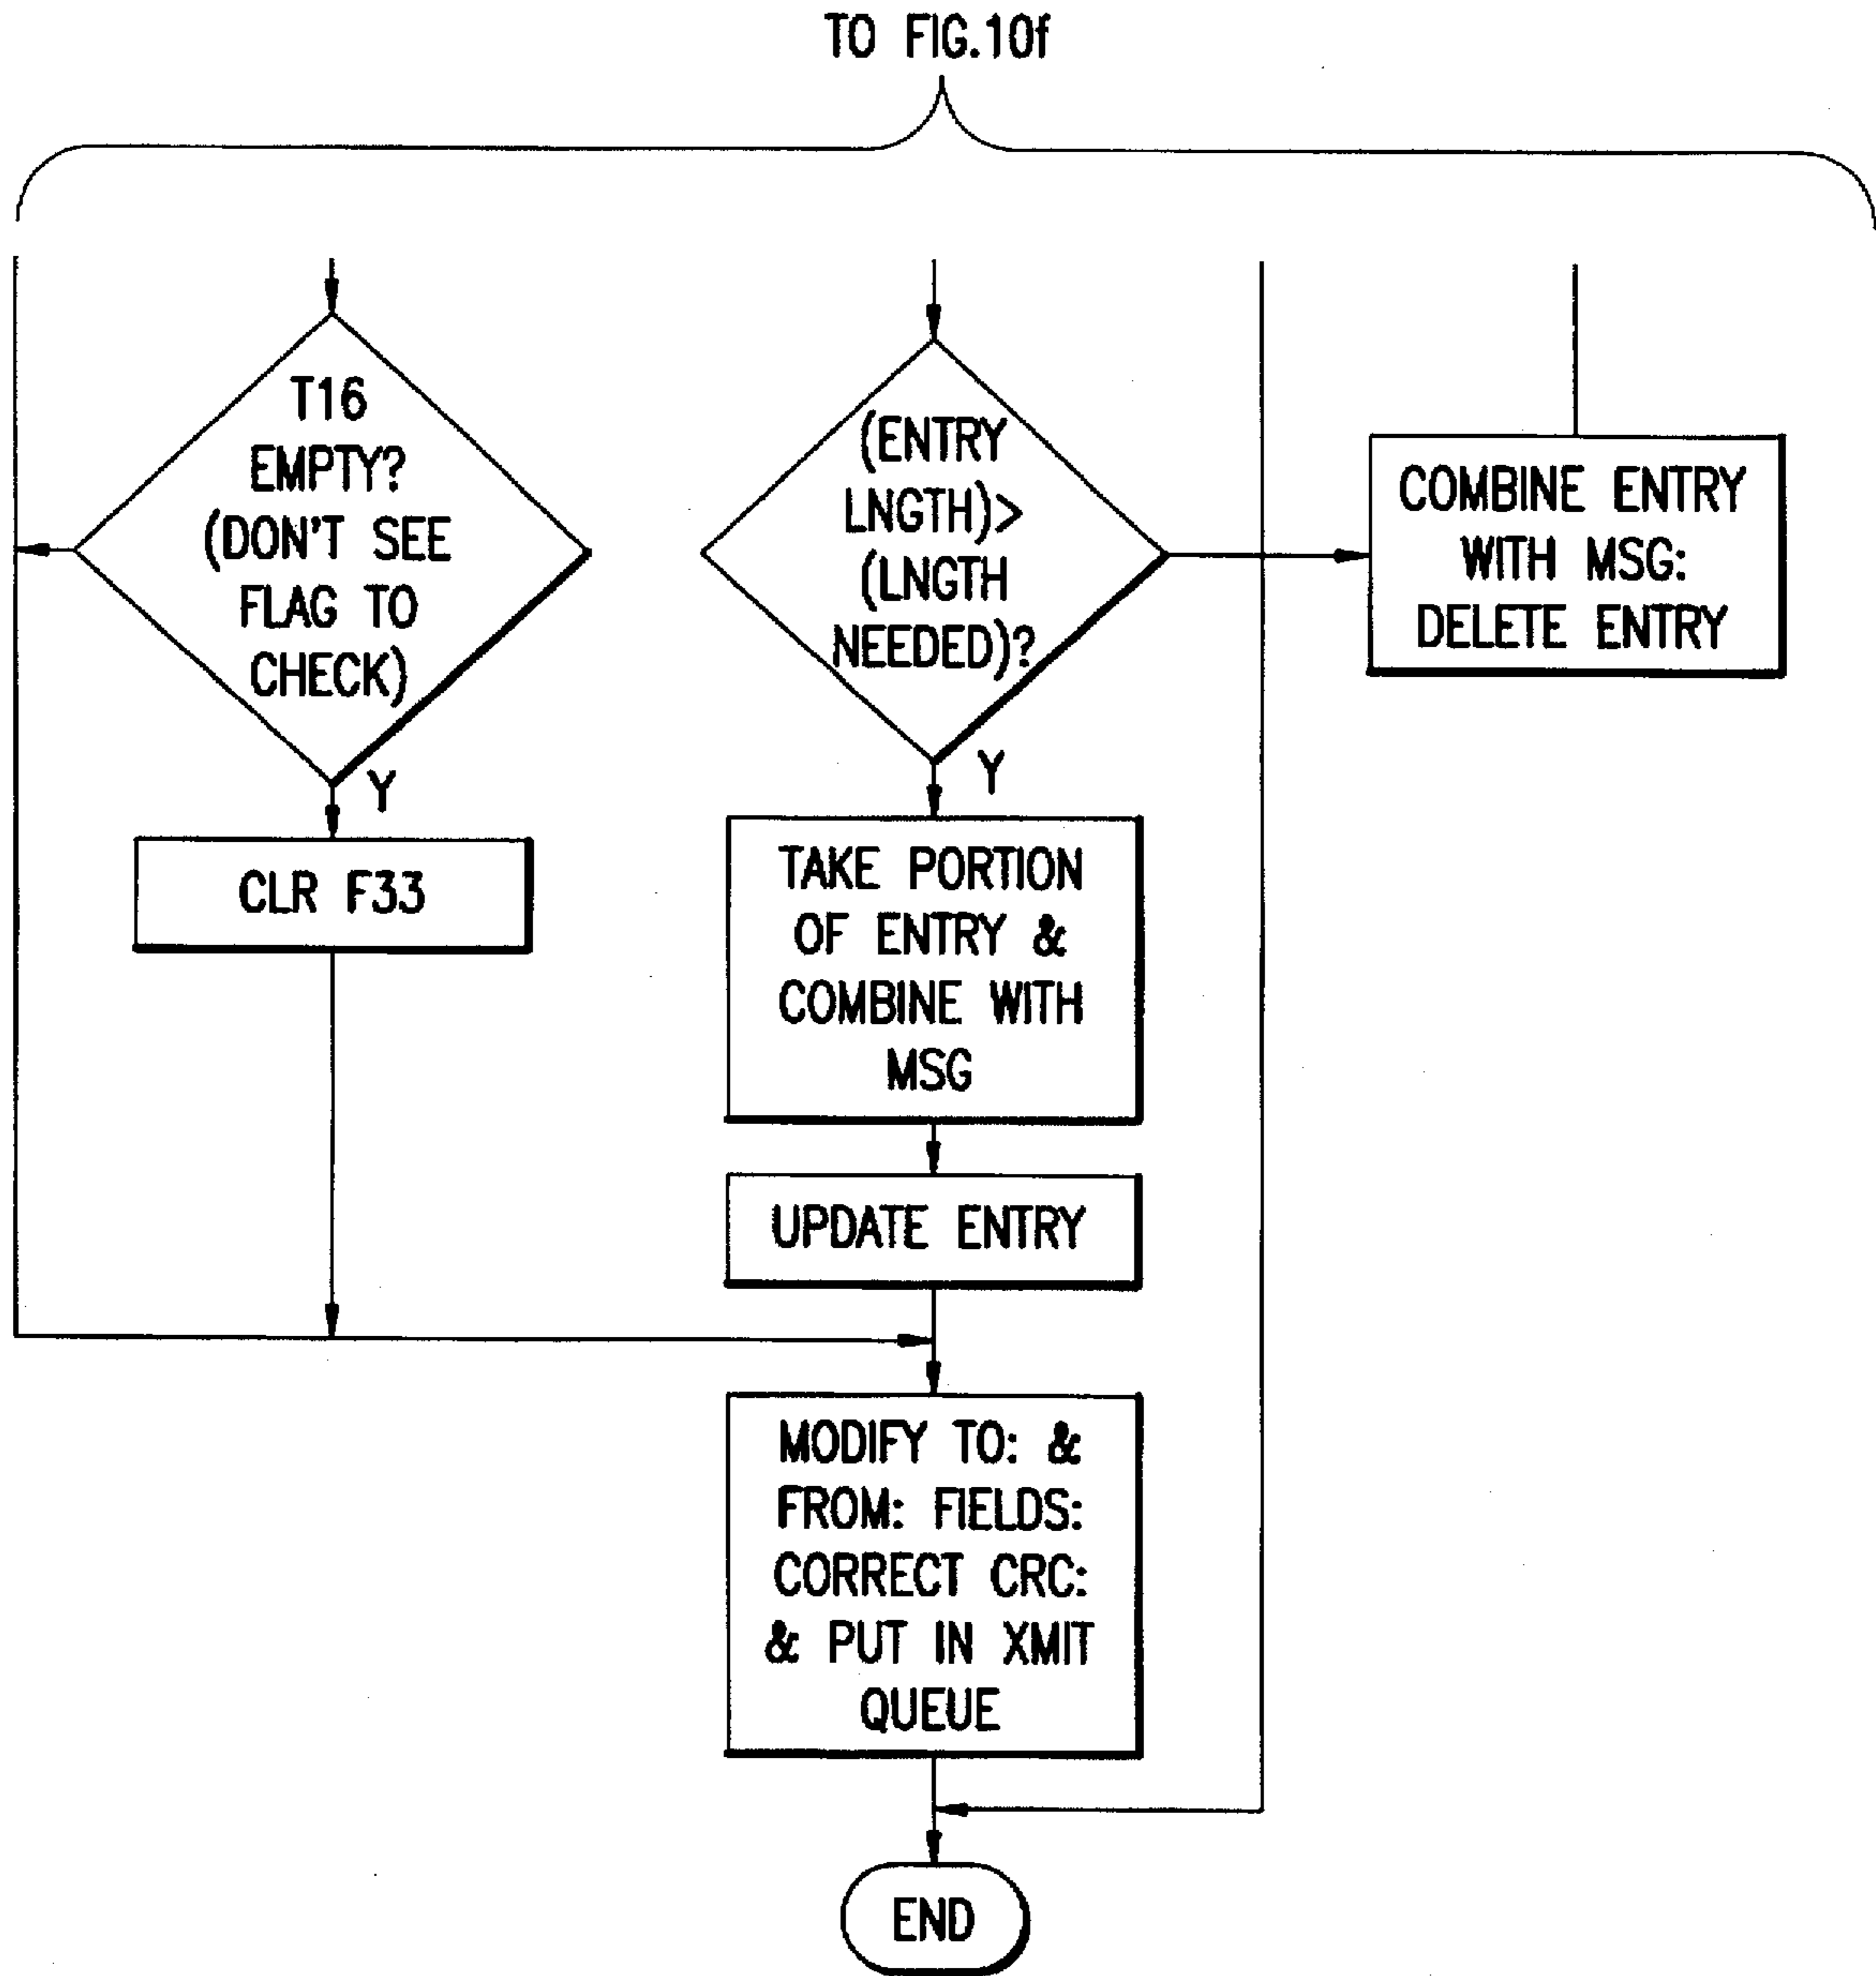 TO FIG.10f
T16
EMPTY?
(DON'T SEE
FLAG TO
CHECK)
Y
CLR F33
(ENTRY
LNGTH)>
(LNGTH
NEEDED)?
Y
COMBINE ENTRY
WITH MSG:
DELETE ENTRY
TAKE PORTION
OF ENTRY &
COMBINE WITH
MSG
UPDATE ENTRY
MODIFY TO: &
FROM: FIELDS:
CORRECT CRC:
& PUT IN XMIT
QUEUE
END